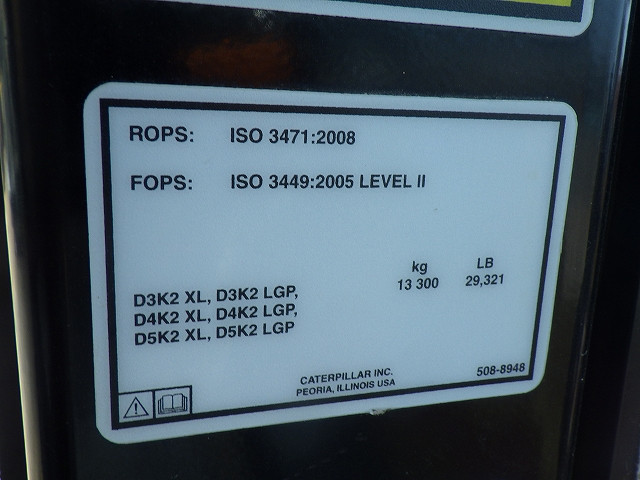 ROPS: ISO 3471:2008
FOPS: ISO 3449:2005 LEVEL II
kg LB
13 300 29,321
D3K2 XL, D3K2 LGP,
D4K2 XL, D4K2 LGP,
D5K2 XL, D5K2 LGP
CATERPILLAR INC.
PEORIA, ILLINOIS USA
508-8948